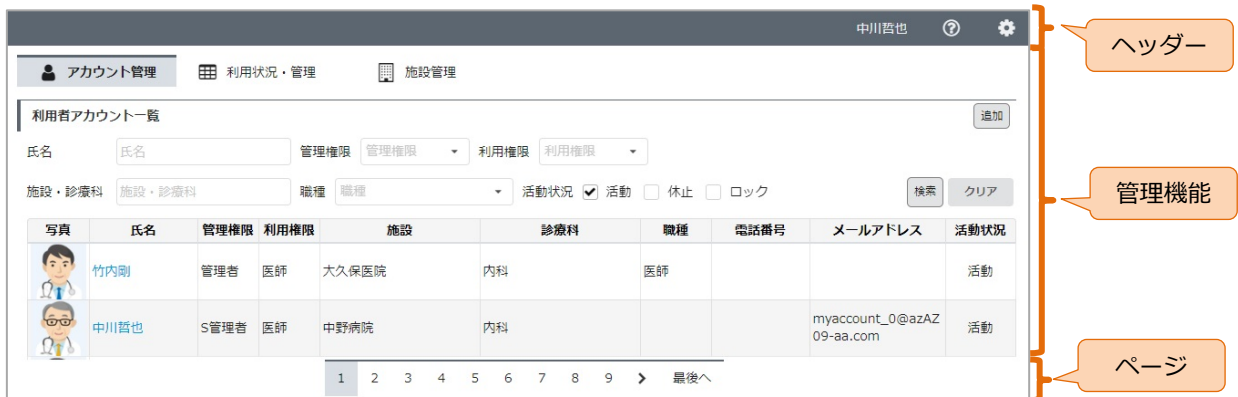 中川哲也
ヘッダー
アカウント管理 利用状況・管理 施設管理
利用者アカウント一覧 追加
氏名 氏名 管理権限 管理権限 利用権限 利用権限
施設・診療科 施設・診療科 職種 職種 活動状況 活動 休止 ロック 検索 クリア
管理機能
写真 氏名 管理権限 利用権限 施設 診療科 職種 電話番号 メールアドレス 活動状況
竹内剛 管理者 医師 大久保医院 内科 医師 活動
中川哲也 S管理者 医師 中野病院 内科 myaccount_0@azAZ 活動
09-aa.com
ページ
1 2 3 4 5 6 7 8 9 > 最後へ